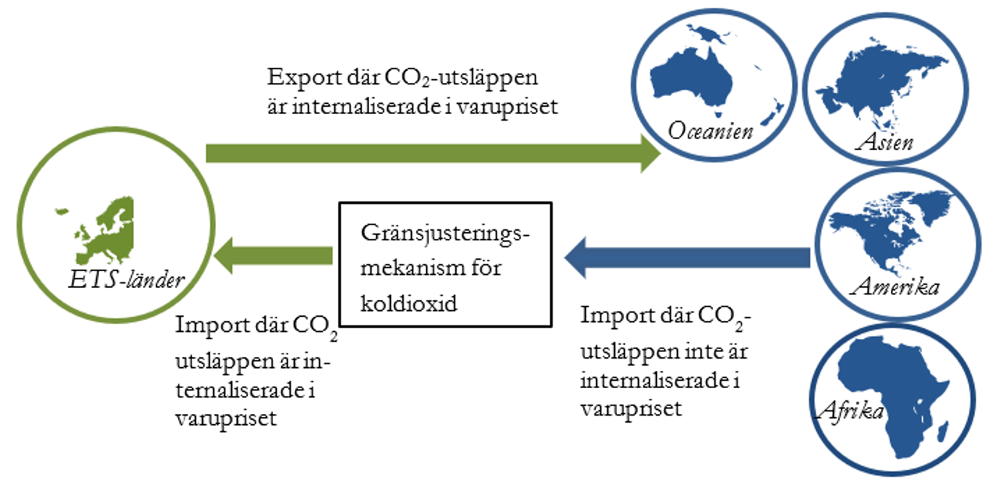 Export där CO₂-utsläppen
är internaliserade i varupriset
Oceanien
Asien
ETS-länder
Gränsjusterings-
mekanism för
koldioxid
Amerika
Import där CO₂
utsläppen är in-
ternaliserade i
varupriset
Import där CO₂-
utsläppen inte är
internaliserade i
varupriset
Afrika